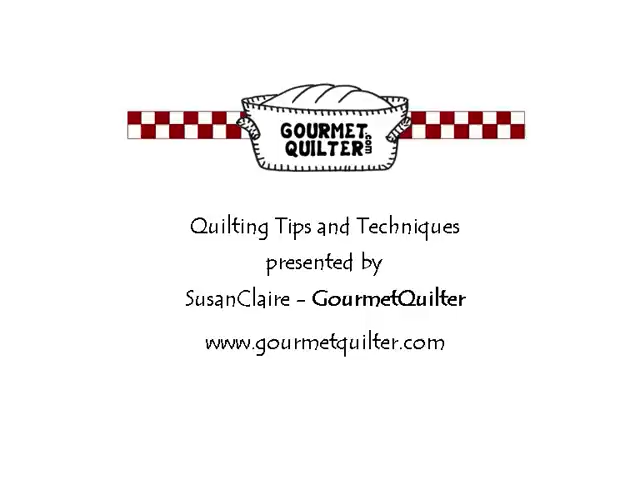 GOURMET
QUILTER.com
Quilting Tips and Techniques
presented by
SusanClaire - GourmetQuilter
www.gourmetquilter.com